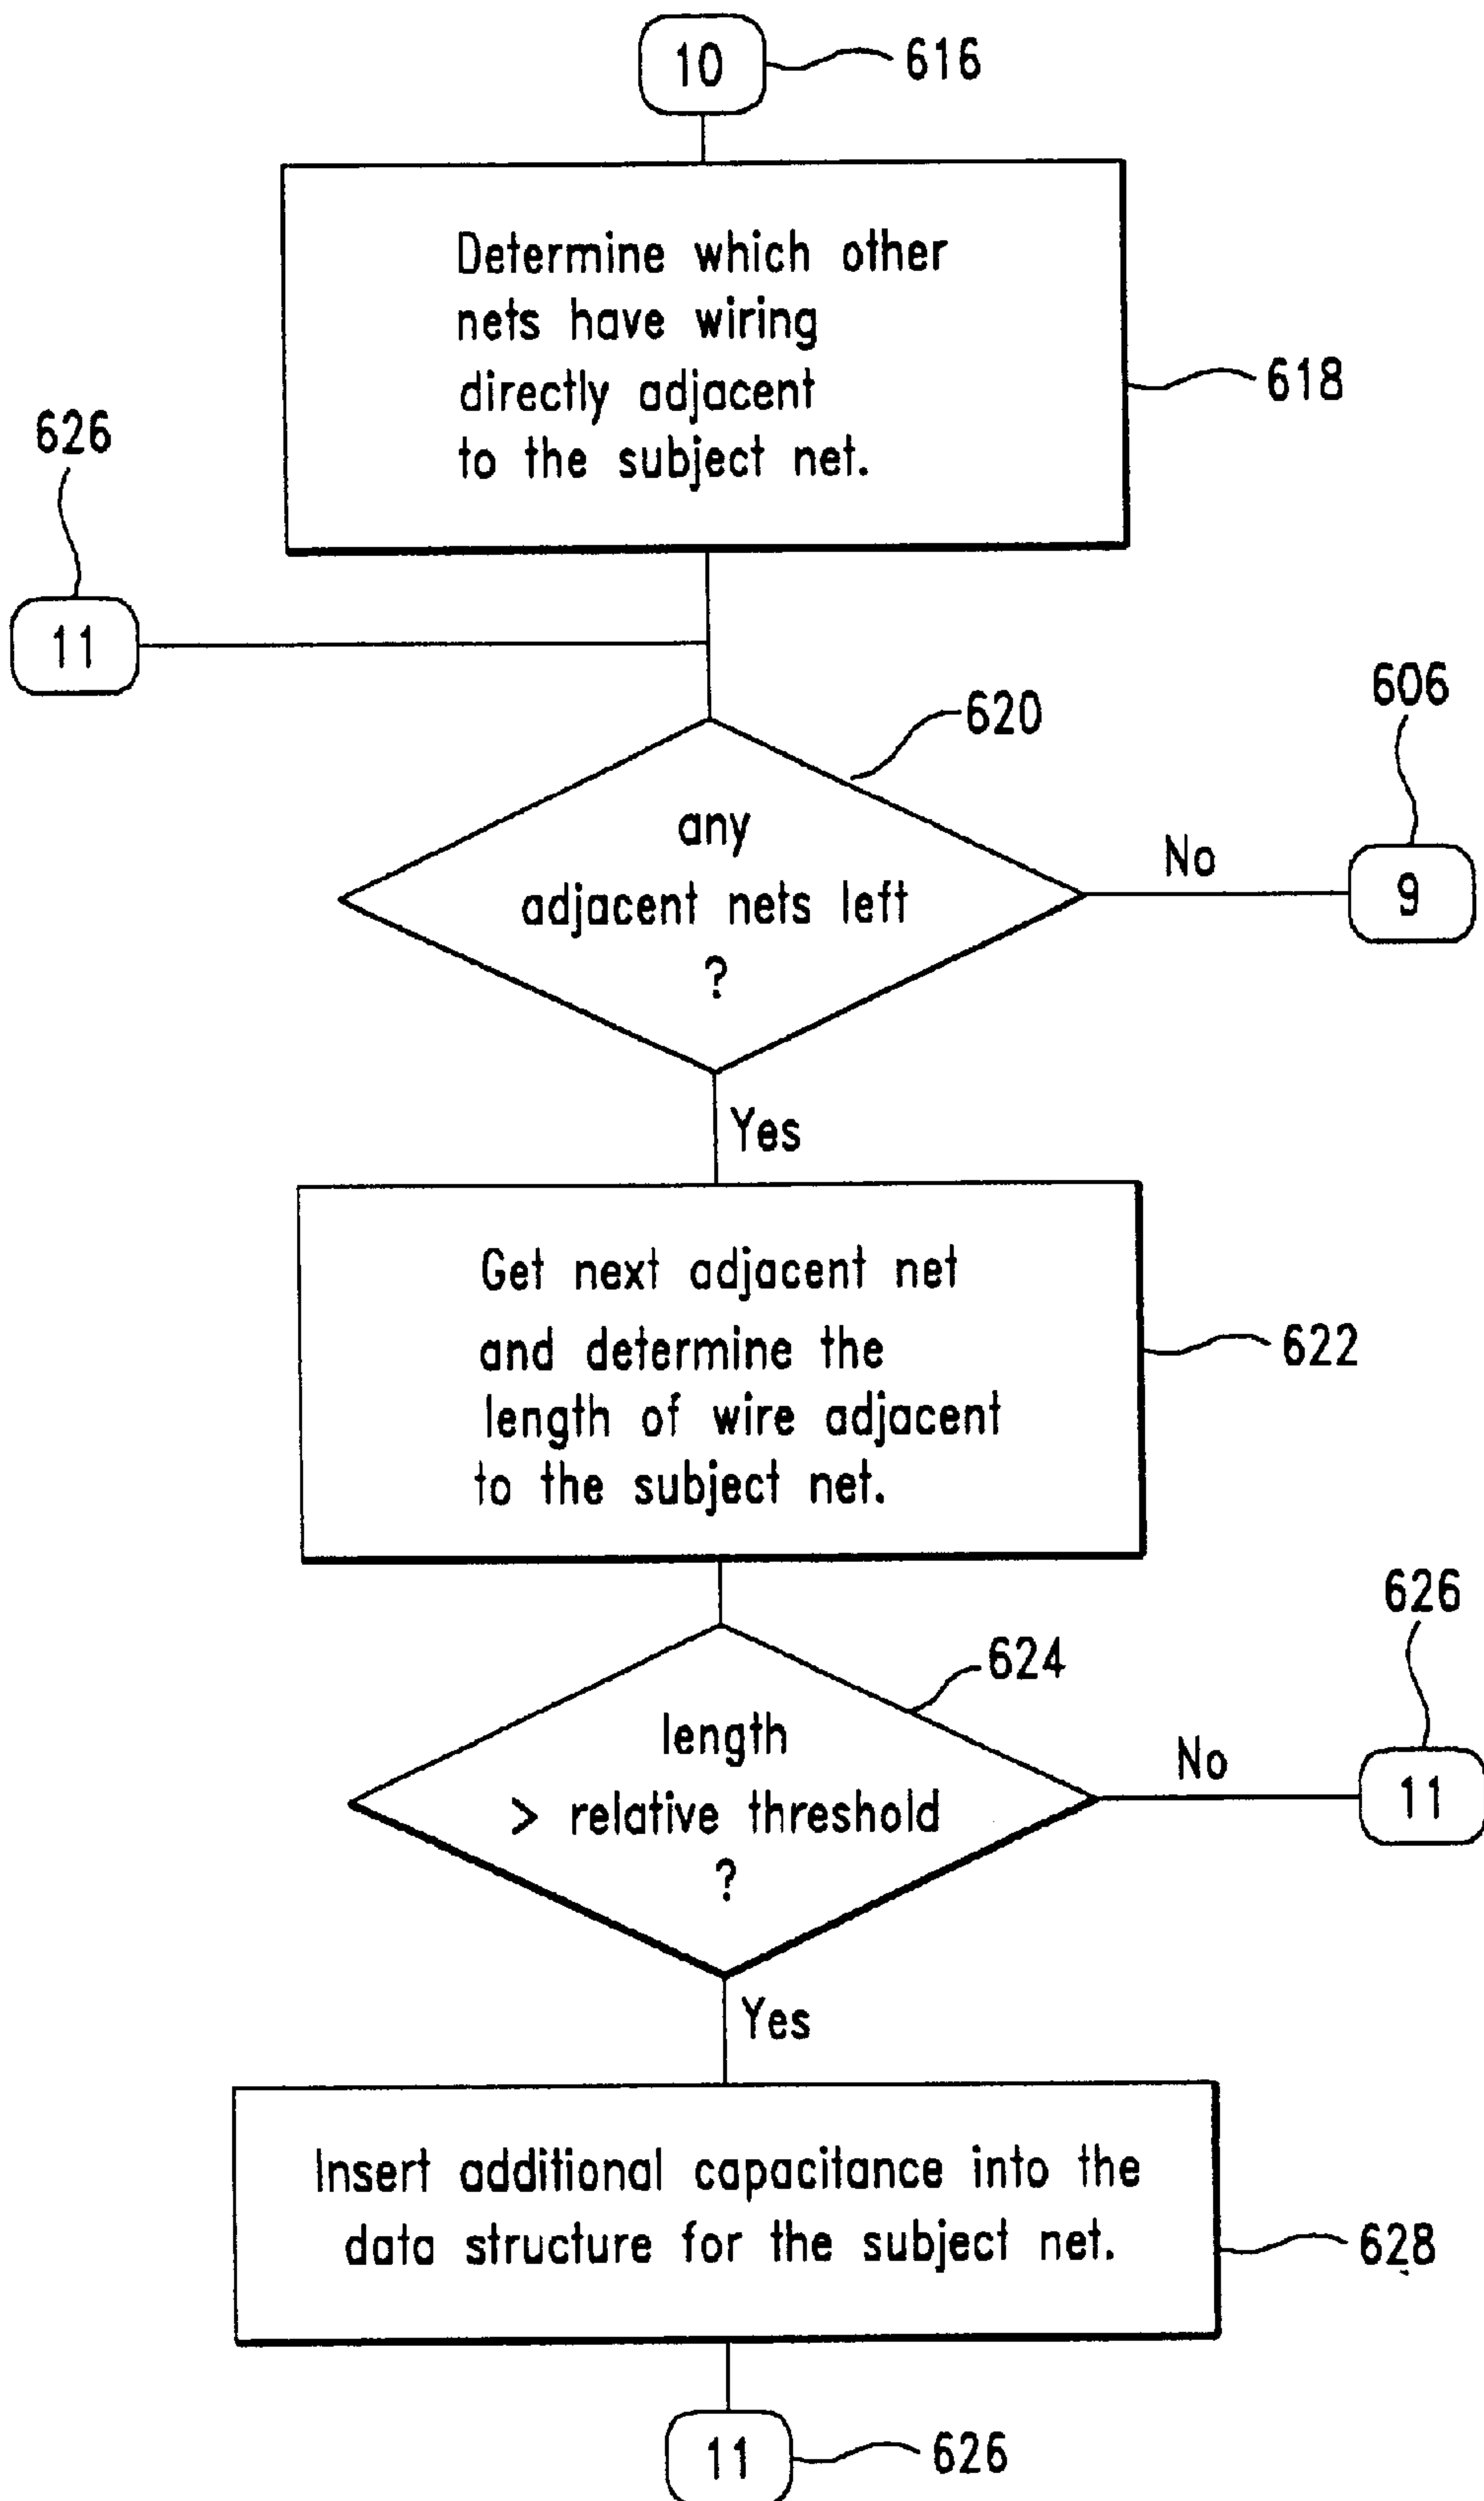 10
616
Determine which other
nets have wiring
directly adjacent
to the subject net.
618
626
11
620
606
any
adjacent nets left
?
No
9
Yes
Get next adjacent net
and determine the
length of wire adjacent
to the subject net.
622
626
624
length
> relative threshold
?
No
11
Yes
Insert additional capacitance into the
data structure for the subject net.
628
11
626